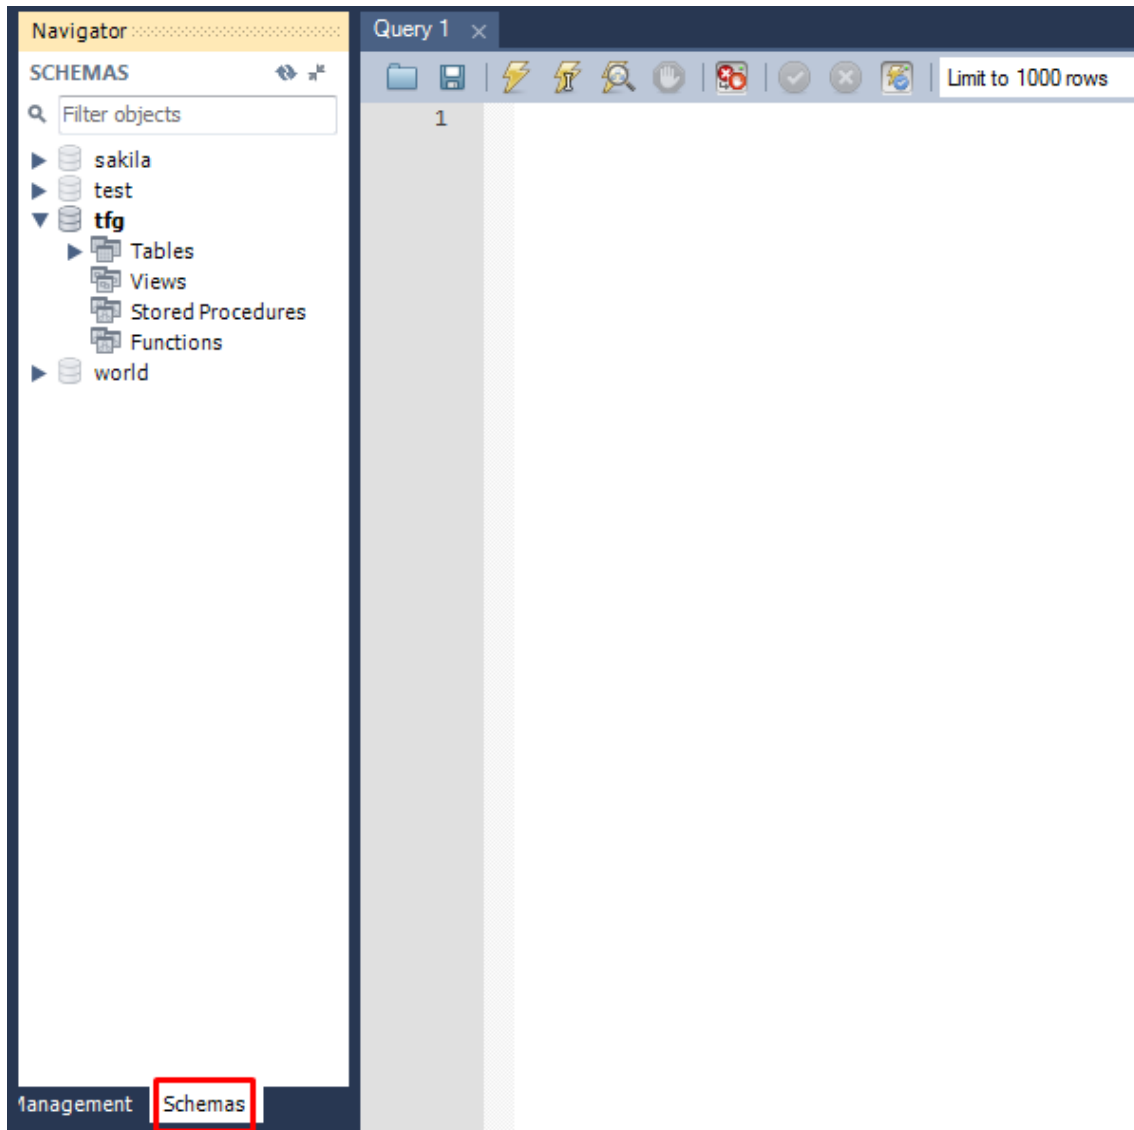 Navigator
SCHEMAS
Filter objects
sakila
test
tfg
Tables
Views
Stored Procedures
Functions
world
Schemas
Query 1
Limit to 1000 rows
1